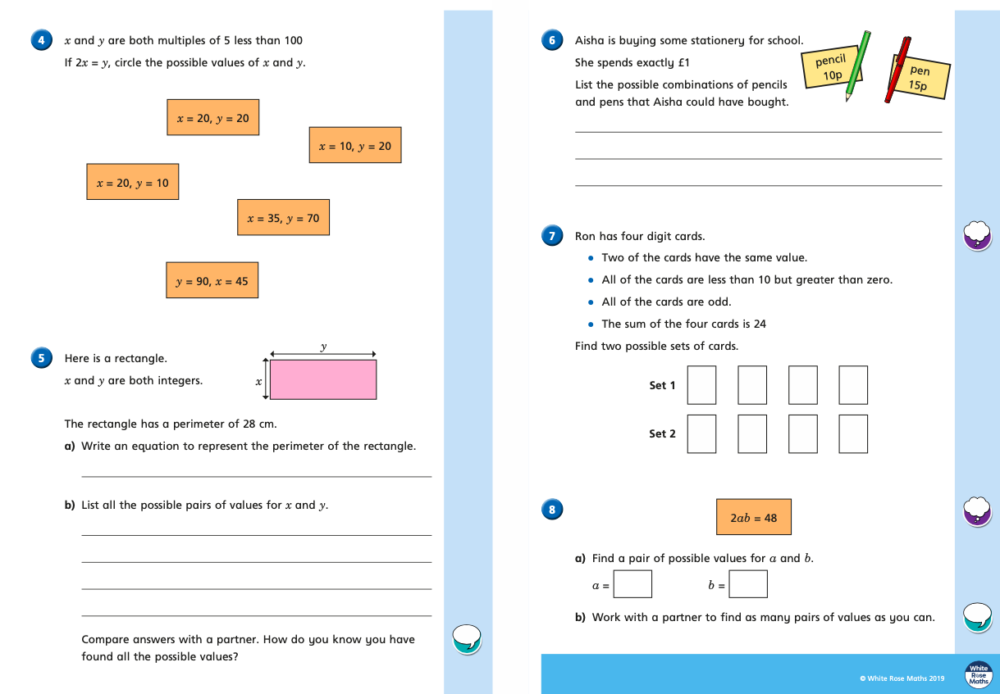 4
x and y are both multiples of 5 less than 100
If 2x = y, circle the possible values of x and y.
x = 20, y = 20
x = 10, y = 20
x = 20, y = 10
x = 35, y = 70
y = 90, x = 45
5
Here is a rectangle.
x and y are both integers.
y
x
The rectangle has a perimeter of 28 cm.
a) Write an equation to represent the perimeter of the rectangle.
b) List all the possible pairs of values for x and y.
Compare answers with a partner. How do you know you have
found all the possible values?
6
Aisha is buying some stationery for school.
She spends exactly £1
List the possible combinations of pencils
and pens that Aisha could have bought.
pencil
10p
pen
15p
7
Ron has four digit cards.
• Two of the cards have the same value.
• All of the cards are less than 10 but greater than zero.
• All of the cards are odd.
• The sum of the four cards is 24
Find two possible sets of cards.
Set 1
Set 2
8
2ab = 48
a) Find a pair of possible values for a and b.
a = b =
b) Work with a partner to find as many pairs of values as you can.
© White Rose Maths 2019
White
Rose
Maths